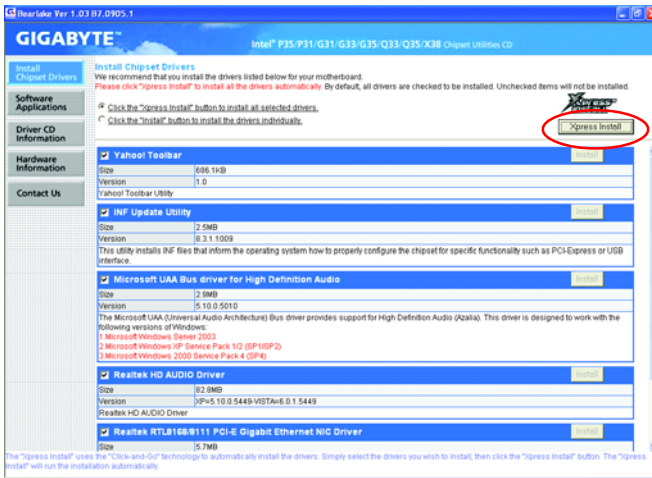 Bearlake Ver 1.03 B7.0905.1
GIGABYTE™
Intel® P35/P31/G31/G33/G35/Q33/Q35/X38 Chipset Utilities CD
Install
Chipset Drivers
Software
Applications
Driver CD
Information
Hardware
Information
Contact Us
Install Chipset Drivers
We recommend that you install the drivers listed below for your motherboard.
Please click "Xpress Install" to install all the drivers automatically. By default, all drivers are checked to be installed. Unchecked items will not be installed.
Click the "Xpress Install" button to install all selected drivers.
Click the "Install" button to install the drivers individually.
Xpress
Xpress Install
Yahoo! Toolbar
Install
Size 686.1KB
Version 1.0
Yahoo! Toolbar Utility
INF Update Utility
Install
Size 2.5MB
Version 8.3.1.1009
This utility installs INF files that inform the operating system how to properly configure the chipset for specific functionality such as PCI-Express or USB
interface.
Microsoft UAA Bus driver for High Definition Audio
Install
Size 2.9MB
Version 5.10.0.5010
The Microsoft UAA (Universal Audio Architecture) Bus driver provides support for High Definition Audio (Azalia). This driver is designed to work with the
following versions of Windows:
1.Microsoft Windows Server 2003
2.Microsoft Windows XP Service Pack 1/2 (SP1/SP2)
3.Microsoft Windows 2000 Service Pack 4 (SP4)
Realtek HD AUDIO Driver
Install
Size 82.8MB
Version XP=5.10.0.5449-VISTA=6.0.1.5449
Realtek HD AUDIO Driver
Realtek RTL8168/8111 PCI-E Gigabit Ethernet NIC Driver
Install
Size 5.7MB
The "Xpress Install" uses the "Click-and-Go" technology to automatically install the drivers. Simply select the drivers you wish to install, then click the "Xpress Install" button. The "Xpress
Install" will run the installation automatically.